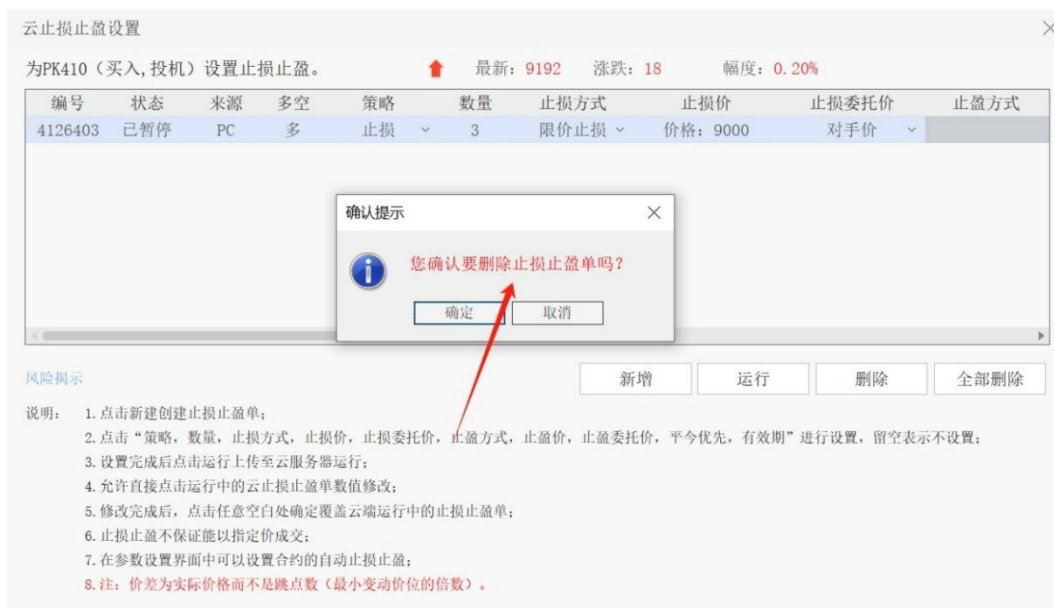 云止损止盈设置
为PK410（买入,投机）设置止损止盈。 最新：9192 涨跌：18 幅度：0.20%
编号 状态 来源 多空 策略 数量 止损方式 止损价 止损委托价 止盈方式
4126403 已暂停 PC 多 止损 3 限价止损 价格：9000 对手价
确认提示
您确认要删除止损止盈单吗？
确定 取消
风险揭示 新增 运行 删除 全部删除
说明： 1.点击新建创建止损止盈单；
2.点击“策略，数量，止损方式，止损价，止损委托价，止盈方式，止盈价，止盈委托价，平今优先，有效期”进行设置，留空表示不设置；
3.设置完成后点击运行上传至云服务器运行；
4.允许直接点击运行中的云止损止盈单数值修改；
5.修改完成后，点击任意空白处确定覆盖云端运行中的止损止盈单；
6.止损止盈不保证能以指定价成交；
7.在参数设置界面中可以设置合约的自动止损止盈；
8.注：价差为实际价格而不是跳点数（最小变动价位的倍数）。